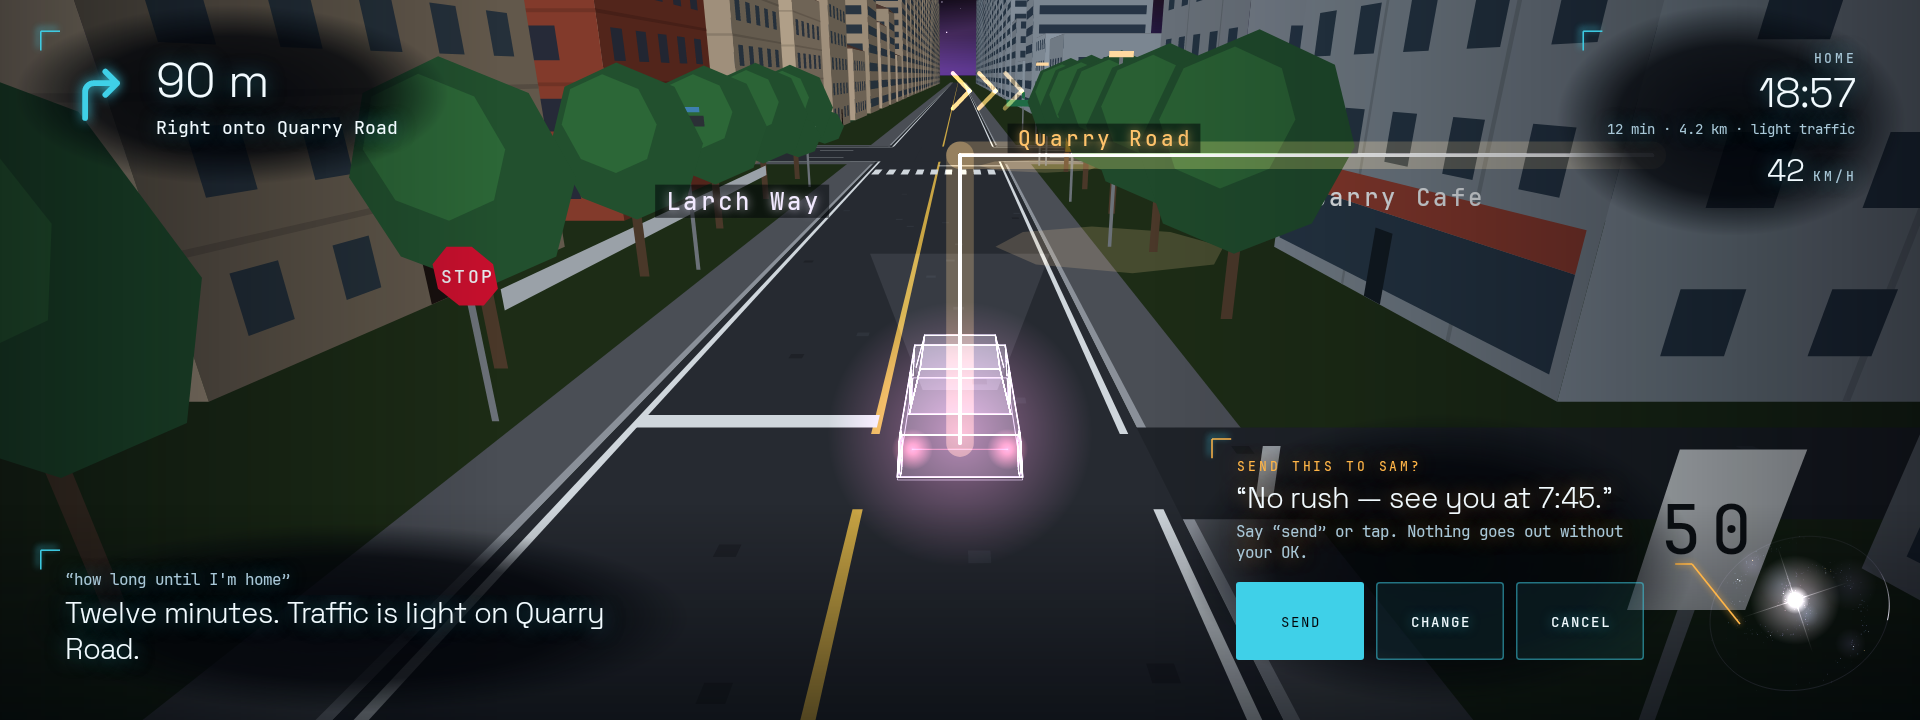 90 m
Right onto Quarry Road
HOME
18:57
12 min · 4.2 km · light traffic
42 KM/H
Quarry Road
Larch Way
Cafe
STOP
SEND THIS TO SAM?
“No rush — see you at 7:45.”
Say “send” or tap. Nothing goes out without
your OK.
SEND
CHANGE
CANCEL
50
“how long until I'm home”
Twelve minutes. Traffic is light on Quarry
Road.